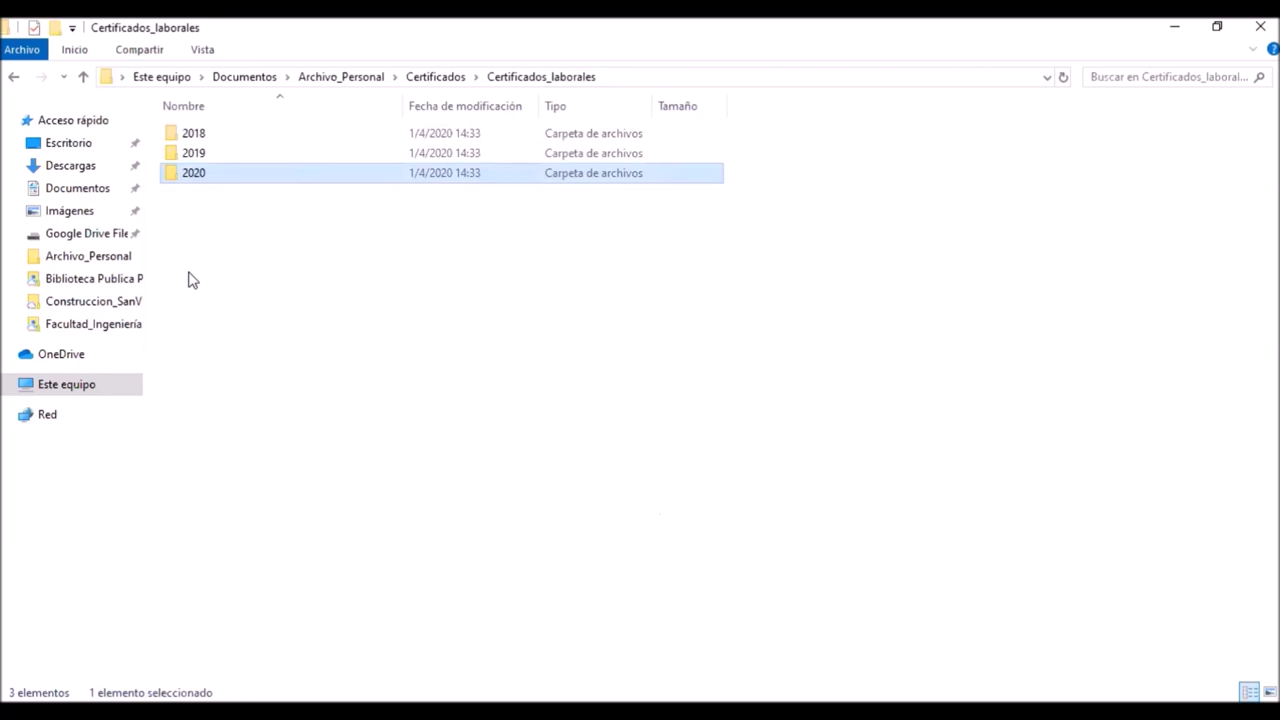 Certificados_laborales
Archivo Inicio Compartir Vista
Este equipo Documentos Archivo_Personal Certificados Certificados_laborales Buscar en Certificados_laboral...
Nombre Fecha de modificación Tipo Tamaño
2018 1/4/2020 14:33 Carpeta de archivos
2019 1/4/2020 14:33 Carpeta de archivos
2020 1/4/2020 14:33 Carpeta de archivos
Acceso rápido
Escritorio
Descargas
Documentos
Imágenes
Google Drive File
Archivo_Personal
Biblioteca Publica P
Construccion_SanV
Facultad_Ingeniería
OneDrive
Este equipo
Red
3 elementos 1 elemento seleccionado